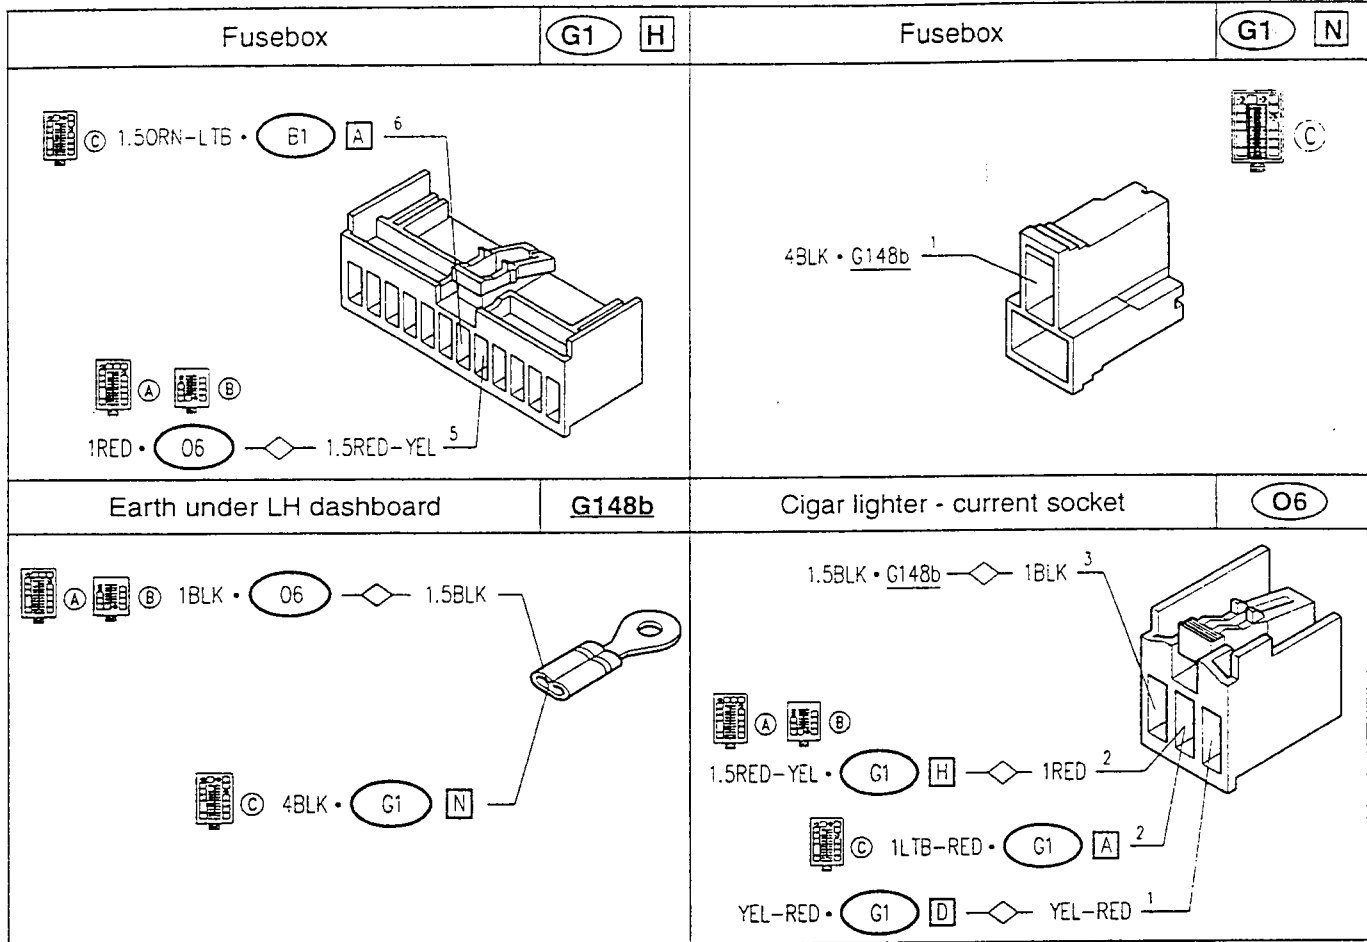 Fusebox G1 H
Fusebox G1 N
C 1.5ORN-LTB • B1 A 6
A B
1RED • O6 1.5RED-YEL 5
C
4BLK • G148b 1
Earth under LH dashboard G148b
Cigar lighter - current socket O6
A B 1BLK • O6 1.5BLK
C 4BLK • G1 N
1.5BLK • G148b 1BLK 3
A B
1.5RED-YEL • G1 H 1RED 2
C 1LTB-RED • G1 A 2
YEL-RED • G1 D YEL-RED 1